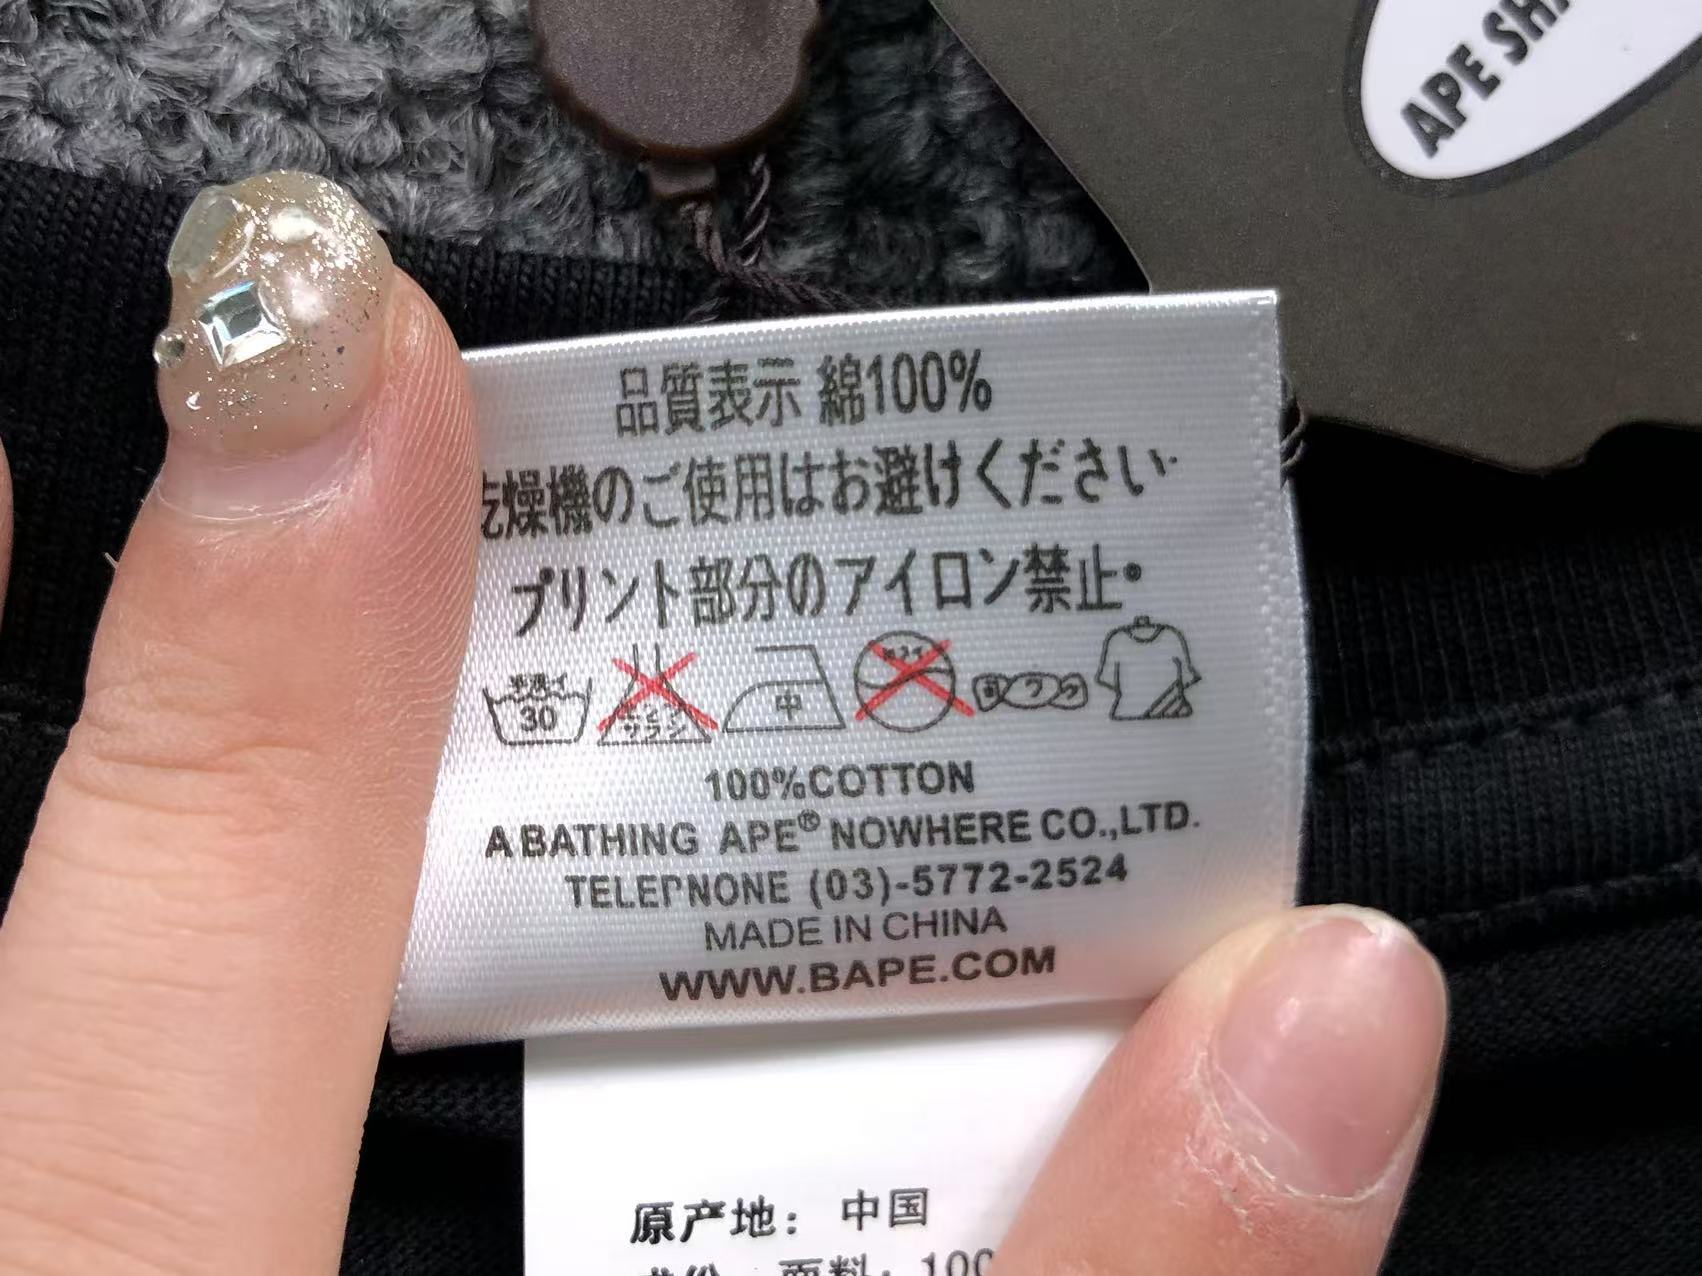 APE SH
品質表示 綿100%
乾燥機のご使用はお避けください·
プリント部分のアイロン禁止•
30
中
100%COTTON
A BATHING APE® NOWHERE CO.,LTD.
TELEPNONE (03)-5772-2524
MADE IN CHINA
WWW.BAPE.COM
原产地：中国
面料：100